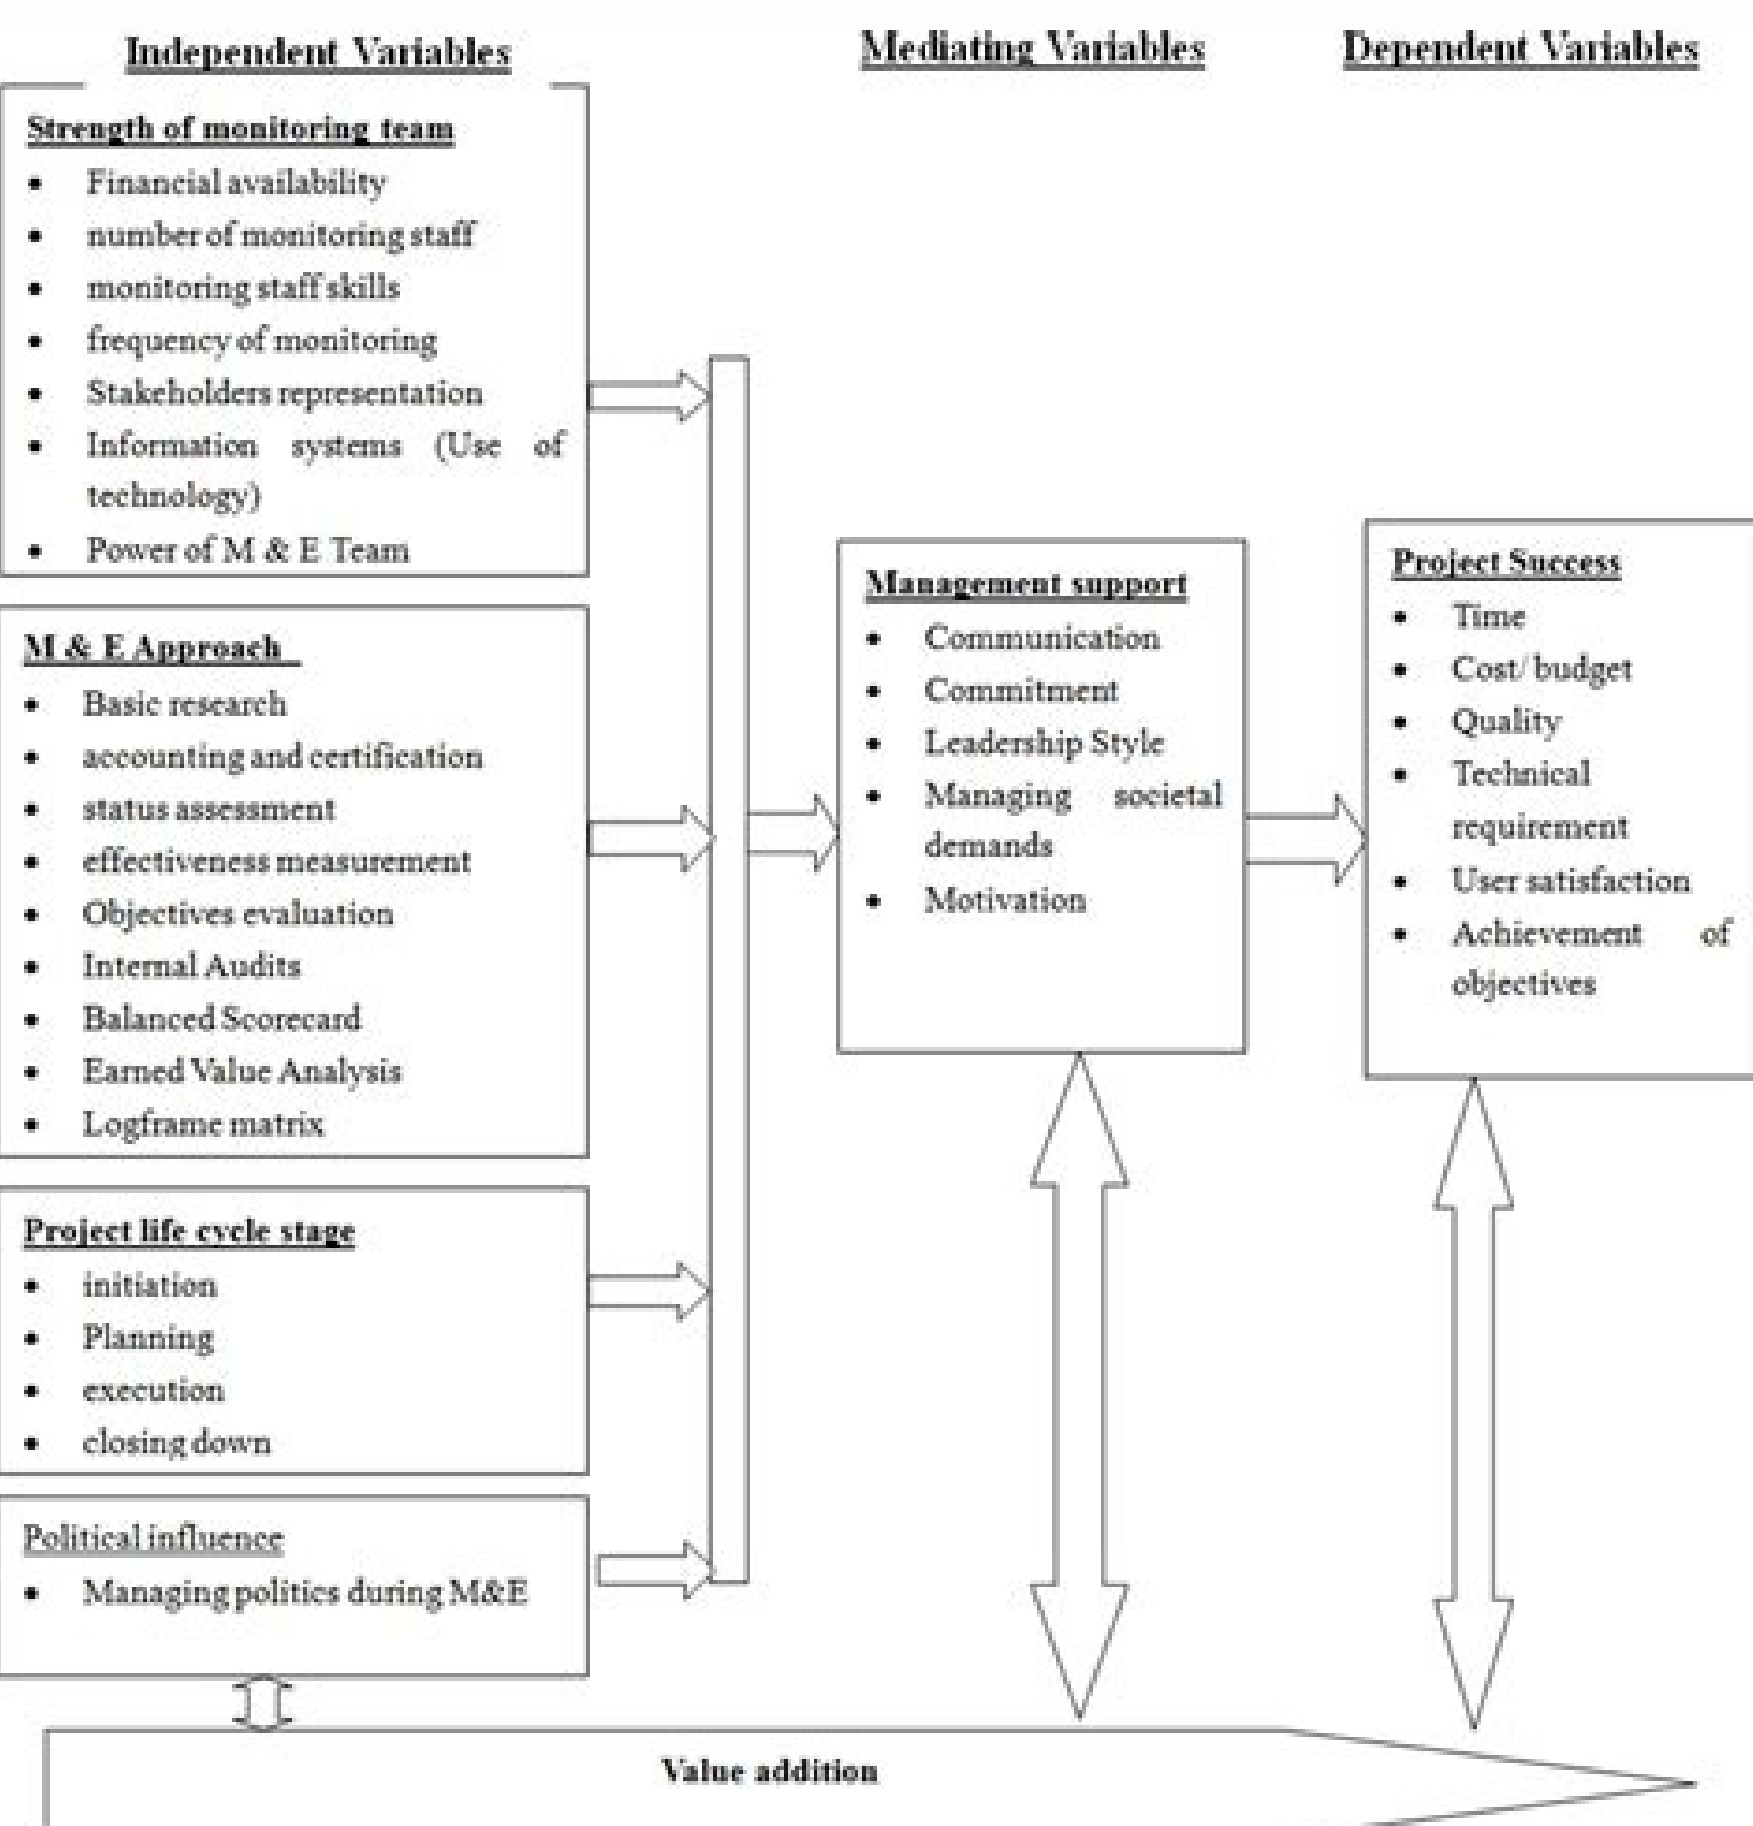 Independent Variables
Mediating Variables
Dependent Variables
Strength of monitoring team
• Financial availability
• number of monitoring staff
• monitoring staff skills
• frequency of monitoring
• Stakeholders representation
• Information systems (Use of
technology)
• Power of M & E Team
M & E Approach
• Basic research
• accounting and certification
• status assessment
• effectiveness measurement
• Objectives evaluation
• Internal Audits
• Balanced Scorecard
• Earned Value Analysis
• Logframe matrix
Project life cycle stage
• initiation
• Planning
• execution
• closing down
Political influence
• Managing politics during M&E
Management support
• Communication
• Commitment
• Leadership Style
• Managing societal
demands
• Motivation
Project Success
• Time
• Cost/ budget
• Quality
• Technical
requirement
• User satisfaction
• Achievement of
objectives
Value addition